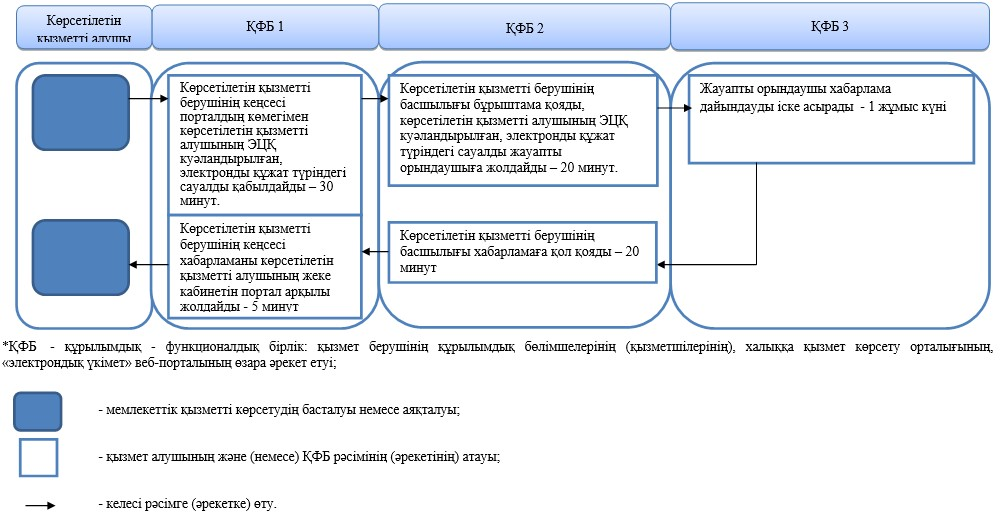 Көрсетілетін
қызметті алушы
ҚФБ 1
ҚФБ 2
ҚФБ 3
Көрсетілетін қызметті
берушінің кеңсесі
порталдың көмегімен
көрсетілетін қызметті
алушының ЭЦҚ
куәландырылған,
электронды құжат түріндегі
сауалды қабылдайды – 30
минут.
Көрсетілетін қызметті берушінің
басшылығы бұрыштама қояды,
көрсетілетін қызметті алушының ЭЦҚ
куәландырылған, электронды құжат
түріндегі сауалды жауапты
орындаушыға жолдайды – 20 минут.
Жауапты орындаушы хабарлама
дайындауды іске асырады - 1 жұмыс күні
Көрсетілетін қызметті
берушінің кеңсесі
хабарламаны көрсетілетін
қызметті алушының жеке
кабинетін портал арқылы
жолдайды - 5 минут
Көрсетілетін қызметті берушінің
басшылығы хабарламаға қол қояды – 20
минут
*ҚФБ - құрылымдық - функционалдық бірлік: қызмет берушінің құрылымдық бөлімшелерінің (қызметшілерінің), халыққа қызмет көрсету орталығының,
«электрондық үкімет» веб-порталының өзара әрекет етуі;
- мемлекеттік қызметті көрсетудің басталуы немесе аяқталуы;
- қызмет алушының және (немесе) ҚФБ рәсімінің (әрекетінің) атауы;
- келесі рәсімге (әрекетке) өту.